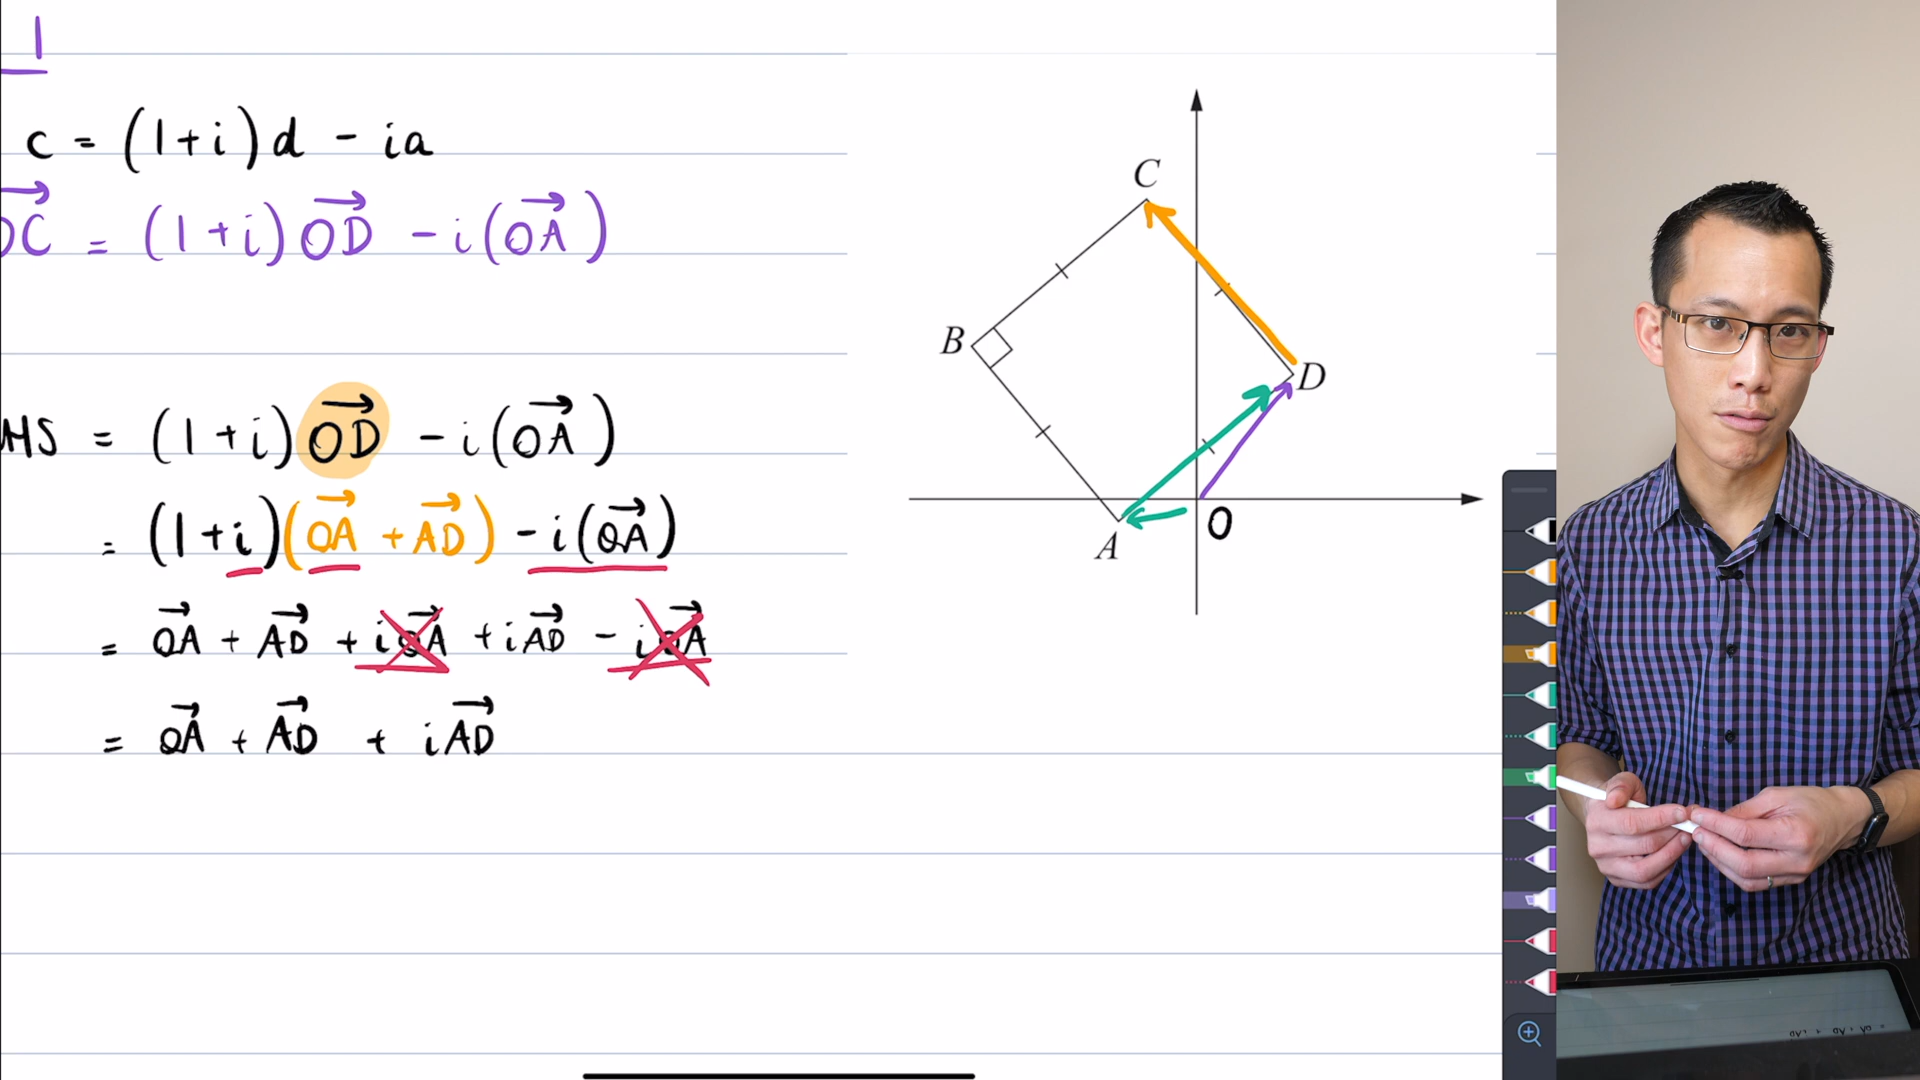 1
c = (1+i)d - ia
OC→ = (1+i)OD→ - i(OA→)
HS = (1+i)OD→ - i(OA→)
= (1+i)(OA→ + AD→) - i(OA→)
= OA→ + AD→ + iOA→ + iAD→ - iOA→
= OA→ + AD→ + iAD→
C
B
D
A
O